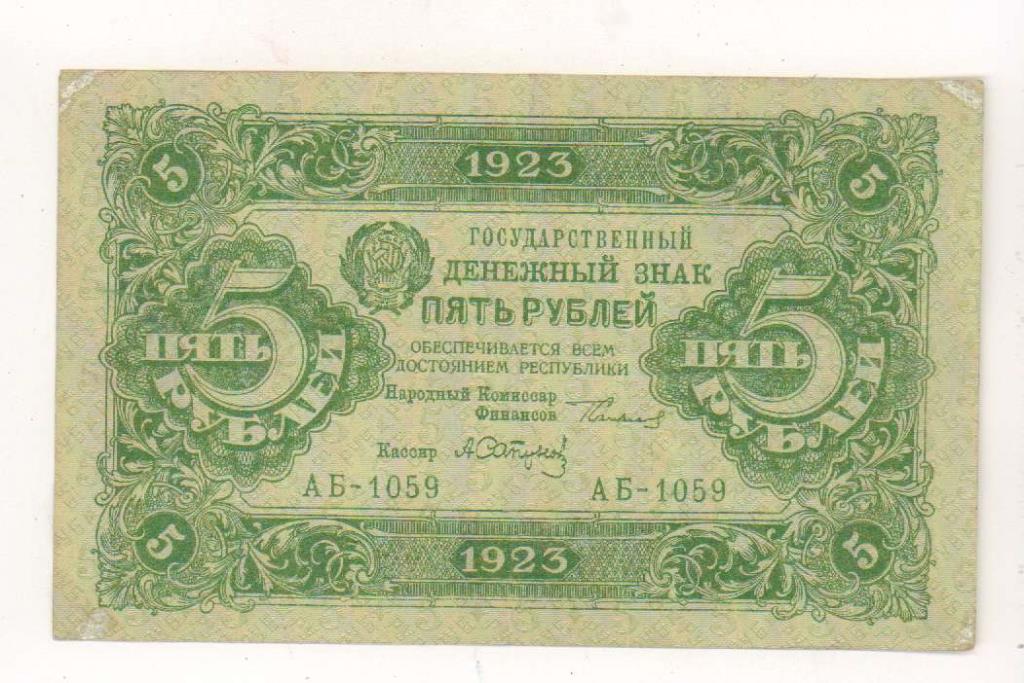 1923
5
5
ГОСУДАРСТВЕННЫЙ
ДЕНЕЖНЫЙ ЗНАК
ПЯТЬ РУБЛЕЙ
5
ПЯТЬ
РУБЛЕЙ
5
ПЯТЬ
РУБЛЕЙ
ОБЕСПЕЧИВАЕТСЯ ВСЕМ
ДОСТОЯНИЕМ РЕСПУБЛИКИ
Народный Комиссар
Финансов
Кассир АСапунов
АБ-1059 АБ-1059
5
1923
5